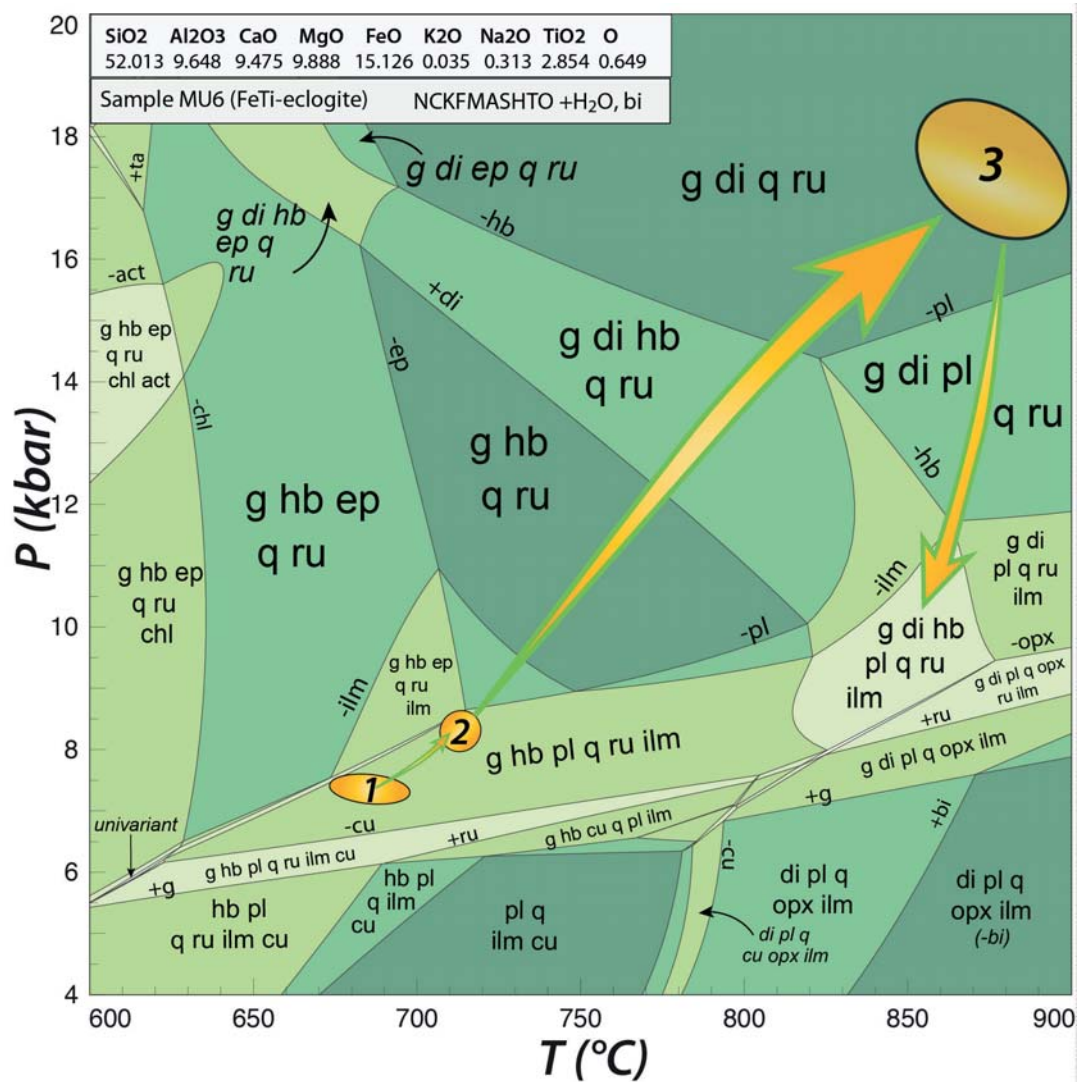 SiO2 Al2O3 CaO MgO FeO K2O Na2O TiO2 O
52.013 9.648 9.475 9.888 15.126 0.035 0.313 2.854 0.649
Sample MU6 (FeTi-eclogite) NCKFMASHTO +H₂O, bi
20
18
16
14
12
10
8
6
4
P (kbar)
+ta
g di ep q ru
g di q ru
3
g di hb
ep q
ru
-hb
-act
+di
-pl
g hb ep
q ru
chl act
-ep
g di hb
q ru
g di pl
q ru
-chl
g hb
q ru
-hb
g hb ep
q ru
g di
pl q ru
ilm
g hb ep
q ru
chl
-ilm
-pl
g di hb
pl q ru
ilm
-opx
g hb ep
q ru
ilm
-ilm
g di pl q opx
ru ilm
2
g hb pl q ru ilm
+ru
g di pl q opx ilm
1
+g
univariant
-cu
+ru
g hb cu q pl ilm
+bi
g hb pl q ru ilm cu
-cu
+g
hb pl
q ru ilm cu
hb pl
q ilm
cu
pl q
ilm cu
di pl q
opx ilm
di pl q
cu opx ilm
di pl q
opx ilm
(-bi)
600 650 700 750 800 850 900
T (°C)